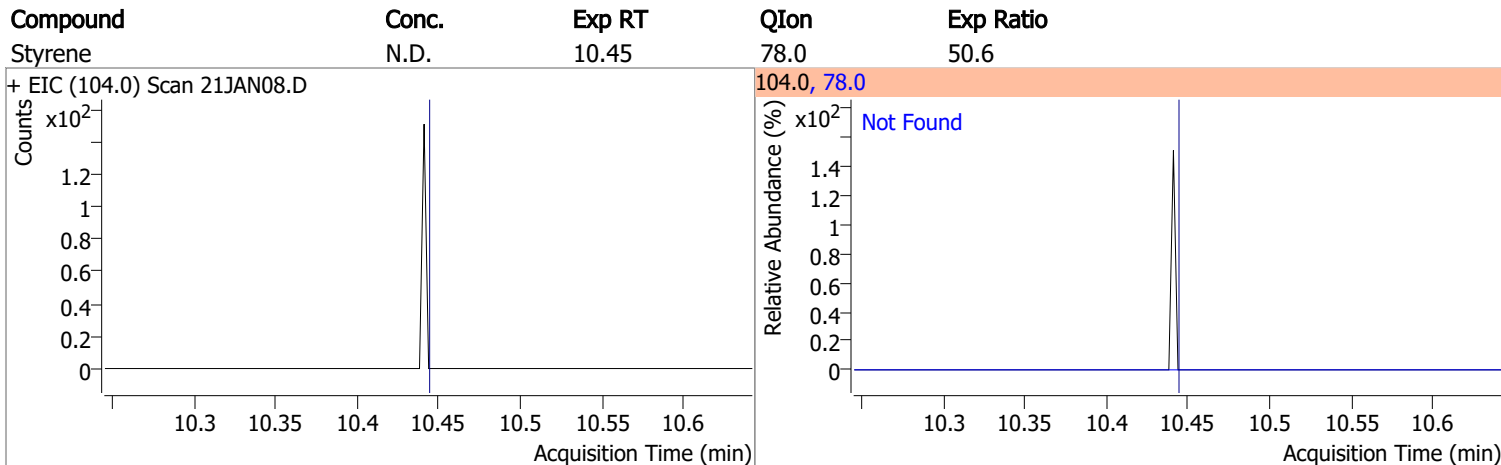 Compound Conc. Exp RT QIon Exp Ratio
Styrene N.D. 10.45 78.0 50.6
+ EIC (104.0) Scan 21JAN08.D
Counts
x10²
1.2
1
0.8
0.6
0.4
0.2
0
10.3 10.35 10.4 10.45 10.5 10.55 10.6
Acquisition Time (min)
104.0, 78.0
Relative Abundance (%)
x10²
Not Found
1.4
1.2
1
0.8
0.6
0.4
0.2
0
10.3 10.35 10.4 10.45 10.5 10.55 10.6
Acquisition Time (min)